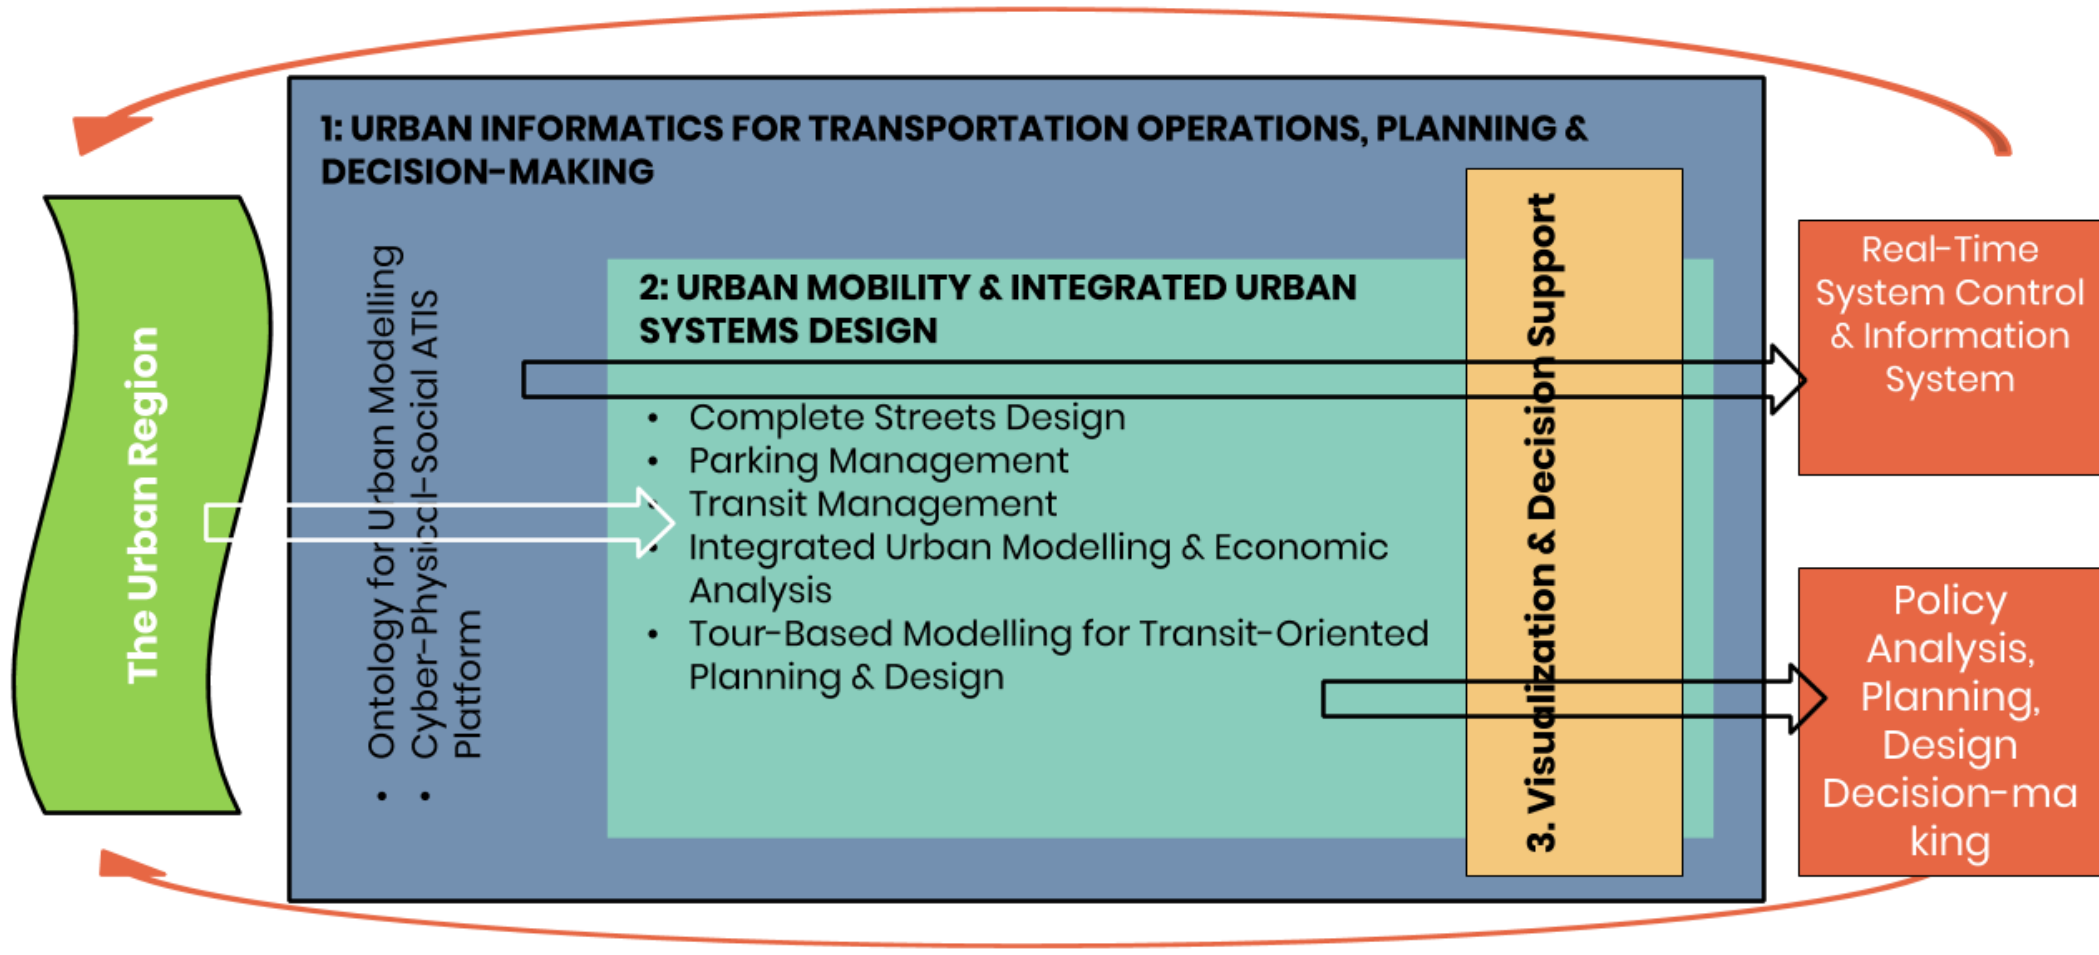 1: URBAN INFORMATICS FOR TRANSPORTATION OPERATIONS, PLANNING &
DECISION-MAKING
The Urban Region
• Ontology for Urban Modelling
• Cyber-Physical-Social ATIS
Platform
2: URBAN MOBILITY & INTEGRATED URBAN
SYSTEMS DESIGN
• Complete Streets Design
• Parking Management
• Transit Management
• Integrated Urban Modelling & Economic
Analysis
• Tour-Based Modelling for Transit-Oriented
Planning & Design
3. Visualization & Decision Support
Real-Time
System Control
& Information
System
Policy
Analysis,
Planning,
Design
Decision-ma
king